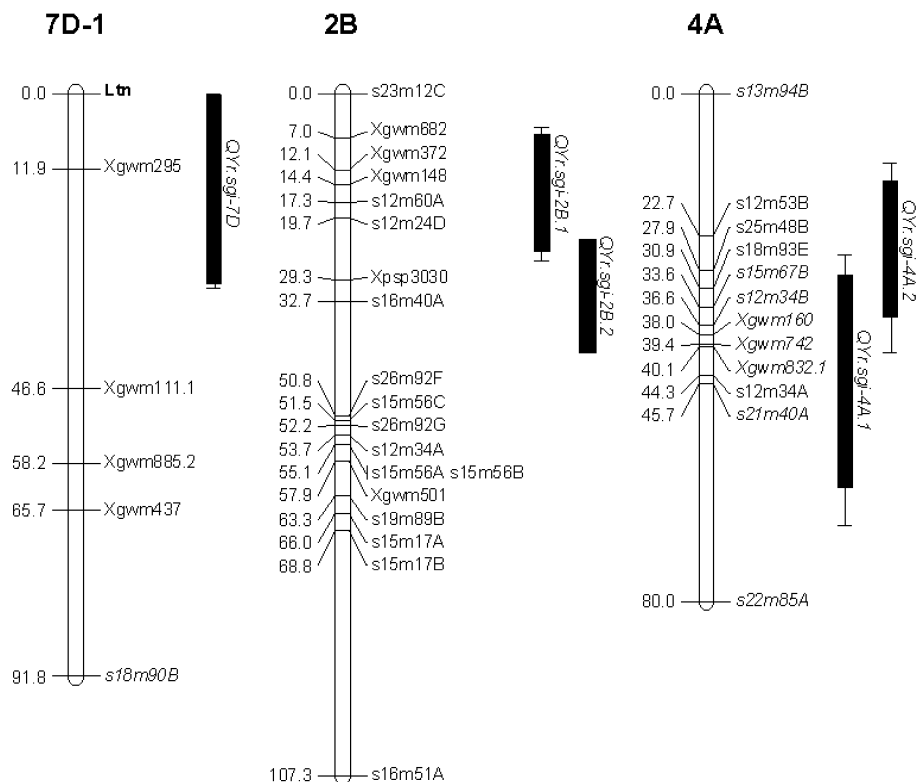 7D-1
0.0 Ltn
11.9 Xgwm295
46.6 Xgwm111.1
58.2 Xgwm885.2
65.7 Xgwm437
91.8 s18m90B
QYr.sgi-7D
2B
0.0 s23m12C
7.0 Xgwm682
12.1 Xgwm372
14.4 Xgwm148
17.3 s12m60A
19.7 s12m24D
29.3 Xpsp3030
32.7 s16m40A
50.8 s26m92F
51.5 s15m56C
52.2 s26m92G
53.7 s12m34A
55.1 s15m56A s15m56B
57.9 Xgwm501
63.3 s19m89B
66.0 s15m17A
68.8 s15m17B
107.3 s16m51A
QYr.sgi-2B.1
QYr.sgi-2B.2
4A
0.0 s13m94B
22.7 s12m53B
27.9 s25m48B
30.9 s18m93E
33.6 s15m67B
36.6 s12m34B
38.0 Xgwm160
39.4 Xgwm742
40.1 Xgwm832.1
44.3 s12m34A
45.7 s21m40A
80.0 s22m85A
QYr.sgi-4A.1
QYr.sgi-4A.2